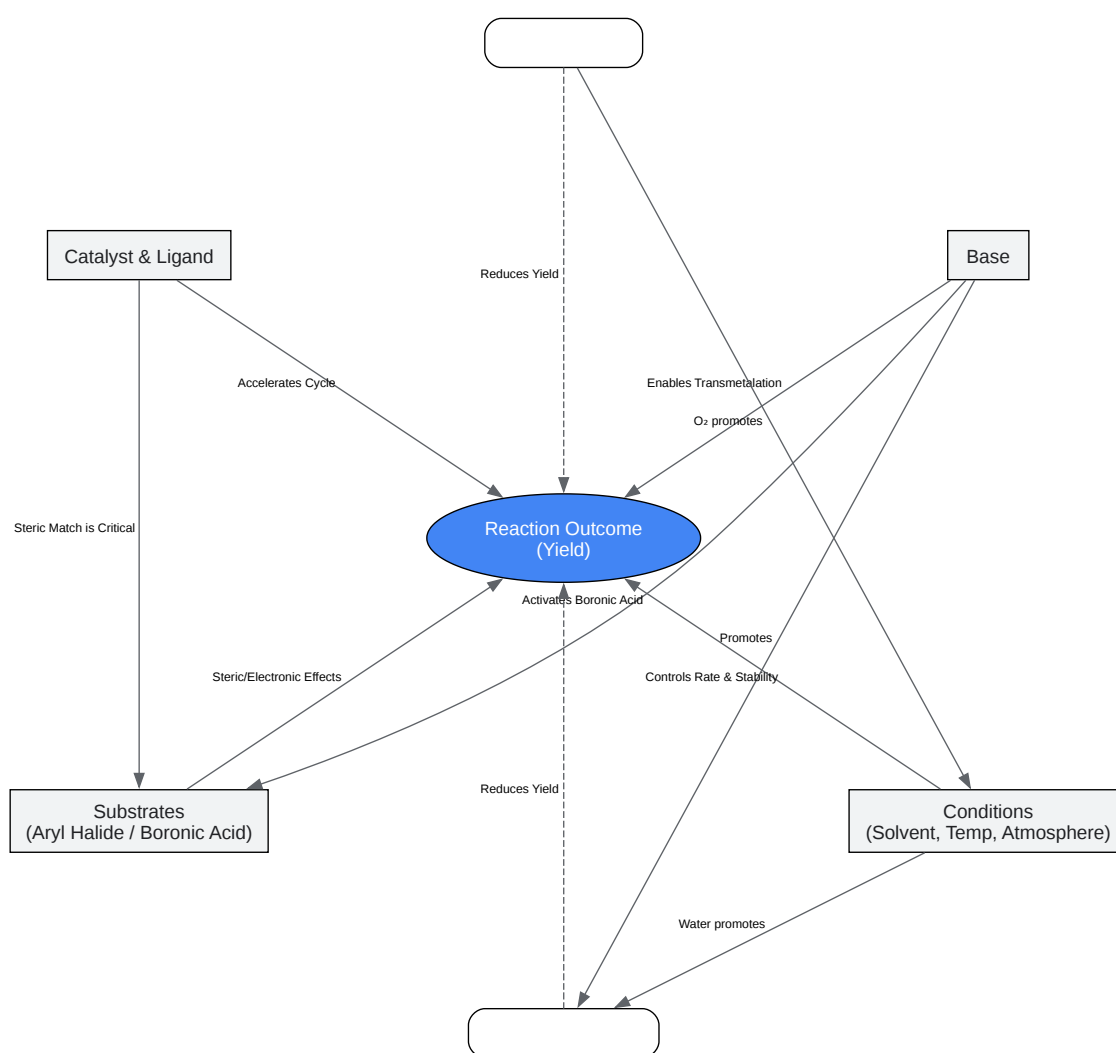 Catalyst & Ligand
Base
Reduces Yield
Accelerates Cycle
Enables Transmetalation
O₂ promotes
Reaction Outcome
(Yield)
Steric Match is Critical
Activates Boronic Acid
Promotes
Steric/Electronic Effects
Controls Rate & Stability
Reduces Yield
Substrates
(Aryl Halide / Boronic Acid)
Conditions
(Solvent, Temp, Atmosphere)
Water promotes